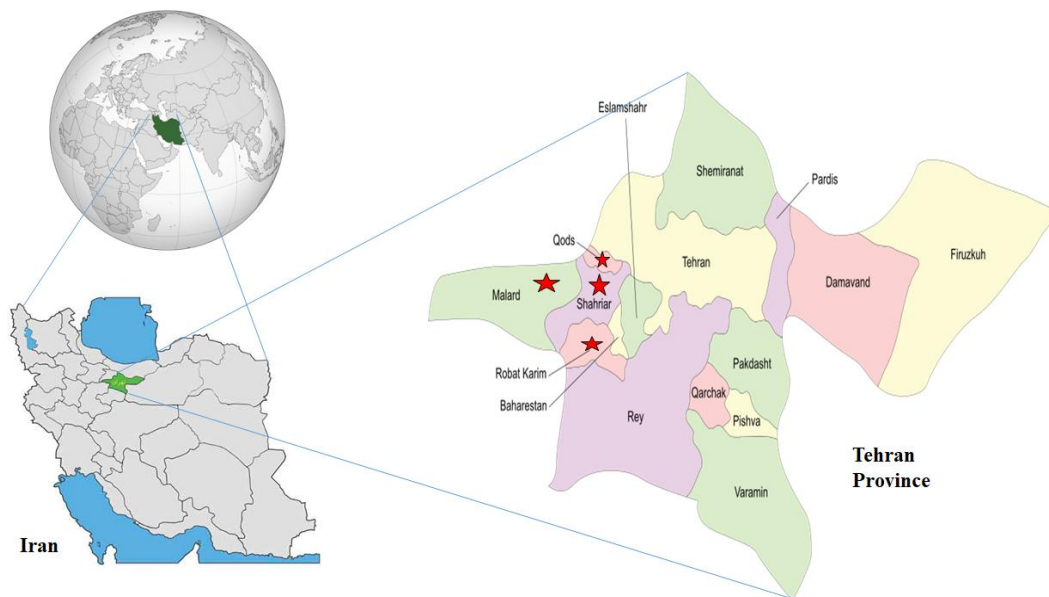 Eslamshahr
Shemiranat
Pardis
Qods
Tehran
Firuzkuh
Damavand
Malard
Shahriar
Robat Karim
Pakdasht
Baharestan
Qarchak
Rey
Pishva
Tehran
Province
Varamin
Iran